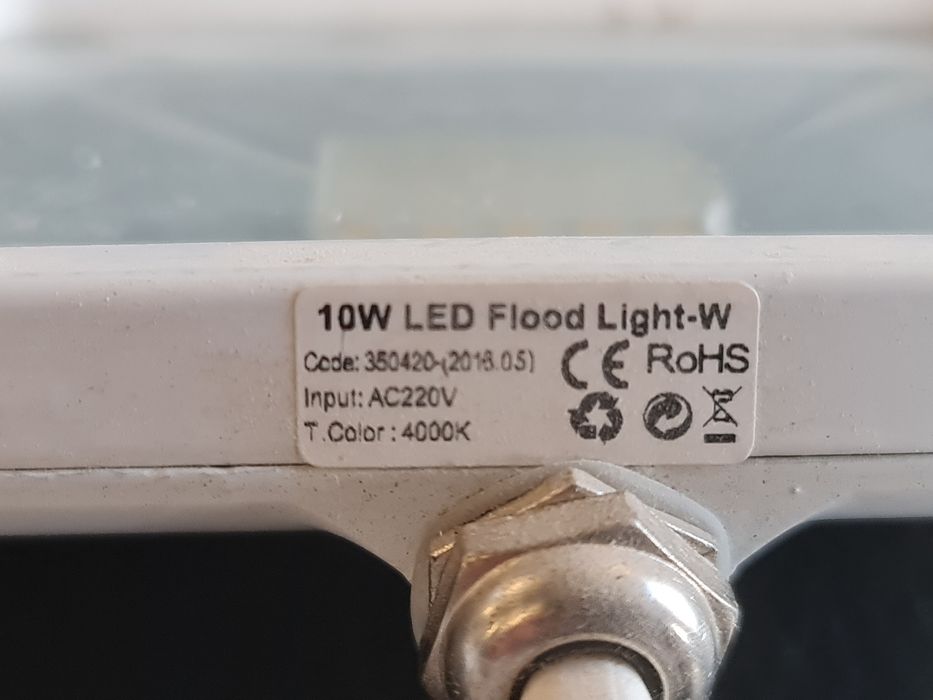 10W LED Flood Light-W
Code: 350420-(2016.05)
CE RoHS
Input: AC220V
T.Color : 4000K